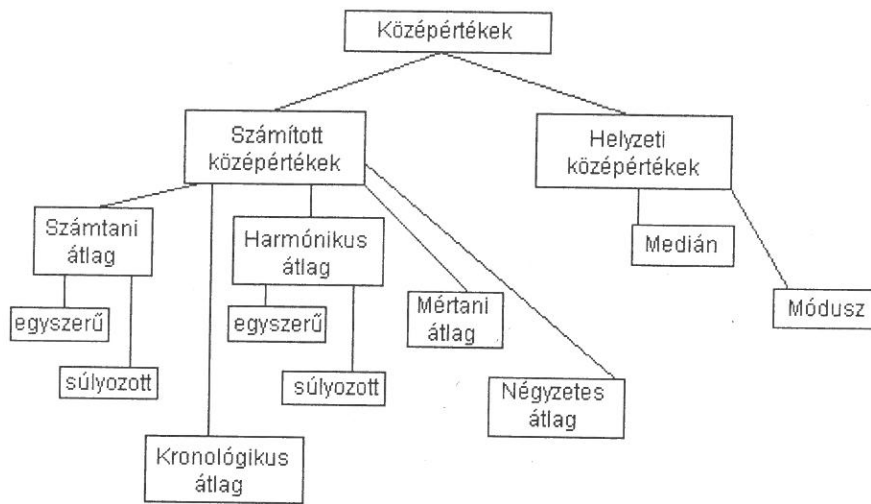 Középértékek
Számított
középértékek
Helyzeti
középértékek
Számtani
átlag
Harmónikus
átlag
Medián
egyszerű
egyszerű
Mértani
átlag
Módusz
súlyozott
súlyozott
Négyzetes
átlag
Kronológikus
átlag